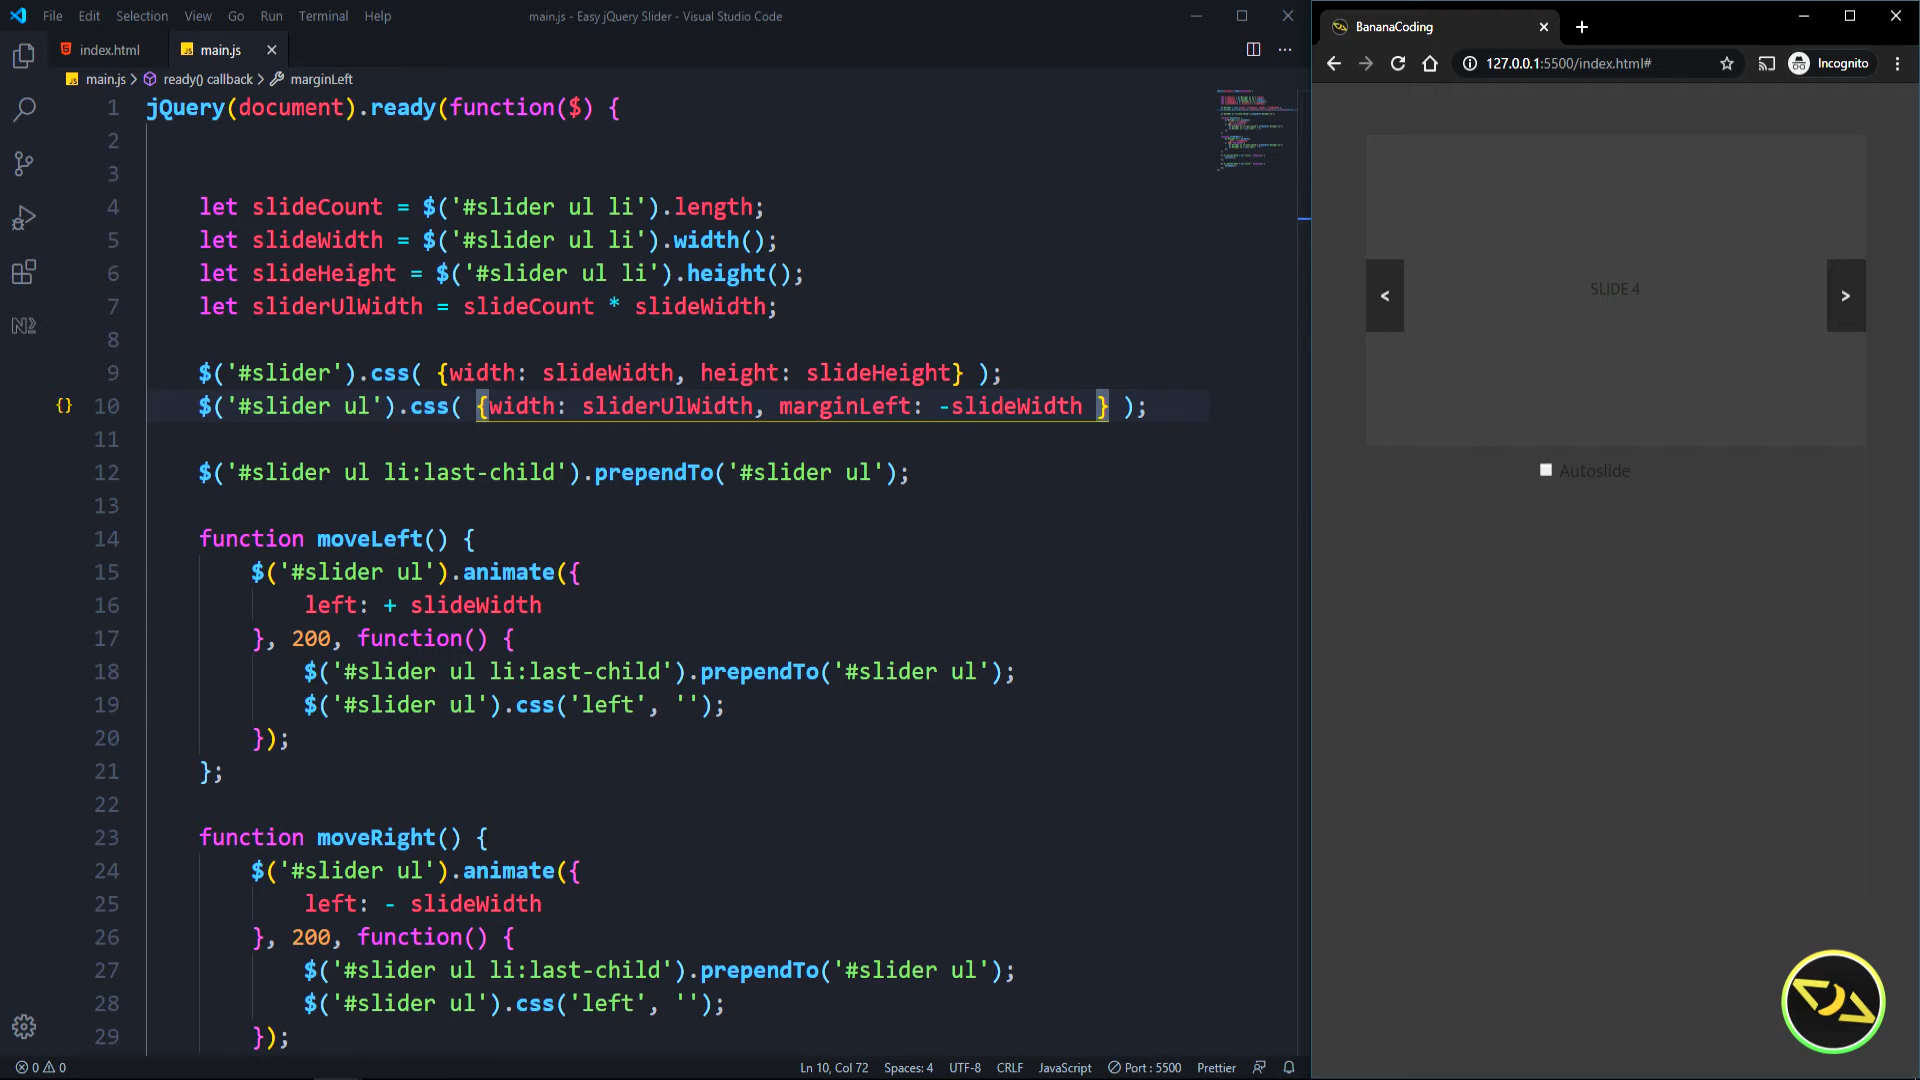 File Edit Selection View Go Run Terminal Help
main.js - Easy jQuery Slider - Visual Studio Code
index.html main.js
main.js > ready() callback > marginLeft
1 jQuery(document).ready(function($) {
2
3
4 let slideCount = $('#slider ul li').length;
5 let slideWidth = $('#slider ul li').width();
6 let slideHeight = $('#slider ul li').height();
7 let sliderUlWidth = slideCount * slideWidth;
8
9 $('#slider').css( {width: slideWidth, height: slideHeight} );
{} 10 $('#slider ul').css( {width: sliderUlWidth, marginLeft: -slideWidth } );
11
12 $('#slider ul li:last-child').prependTo('#slider ul');
13
14 function moveLeft() {
15 $('#slider ul').animate({
16 left: + slideWidth
17 }, 200, function() {
18 $('#slider ul li:last-child').prependTo('#slider ul');
19 $('#slider ul').css('left', '');
20 });
21 };
22
23 function moveRight() {
24 $('#slider ul').animate({
25 left: - slideWidth
26 }, 200, function() {
27 $('#slider ul li:last-child').prependTo('#slider ul');
28 $('#slider ul').css('left', '');
29 });
0 0 Ln 10, Col 72 Spaces: 4 UTF-8 CRLF JavaScript Port : 5500 Prettier
BananaCoding
127.0.0.1:5500/index.html# Incognito
< SLIDE 4 >
Autoslide